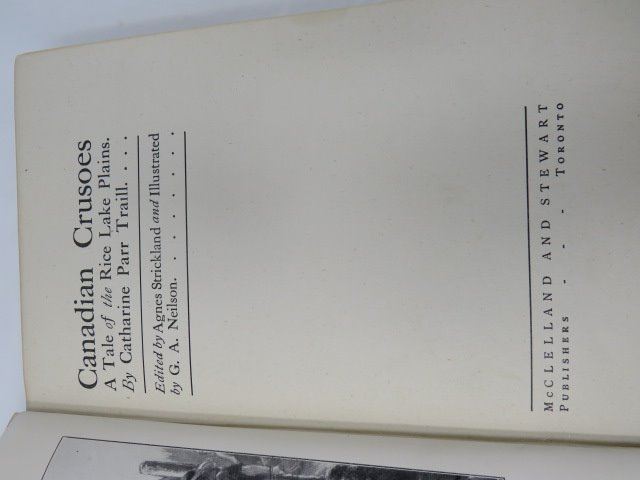 Canadian Crusoes
A Tale of the Rice Lake Plains.
By Catharine Parr Traill. . . .
Edited by Agnes Strickland and Illustrated
by G. A. Neilson. . . . . . . . .
McCLELLAND AND STEWART
PUBLISHERS - - - TORONTO